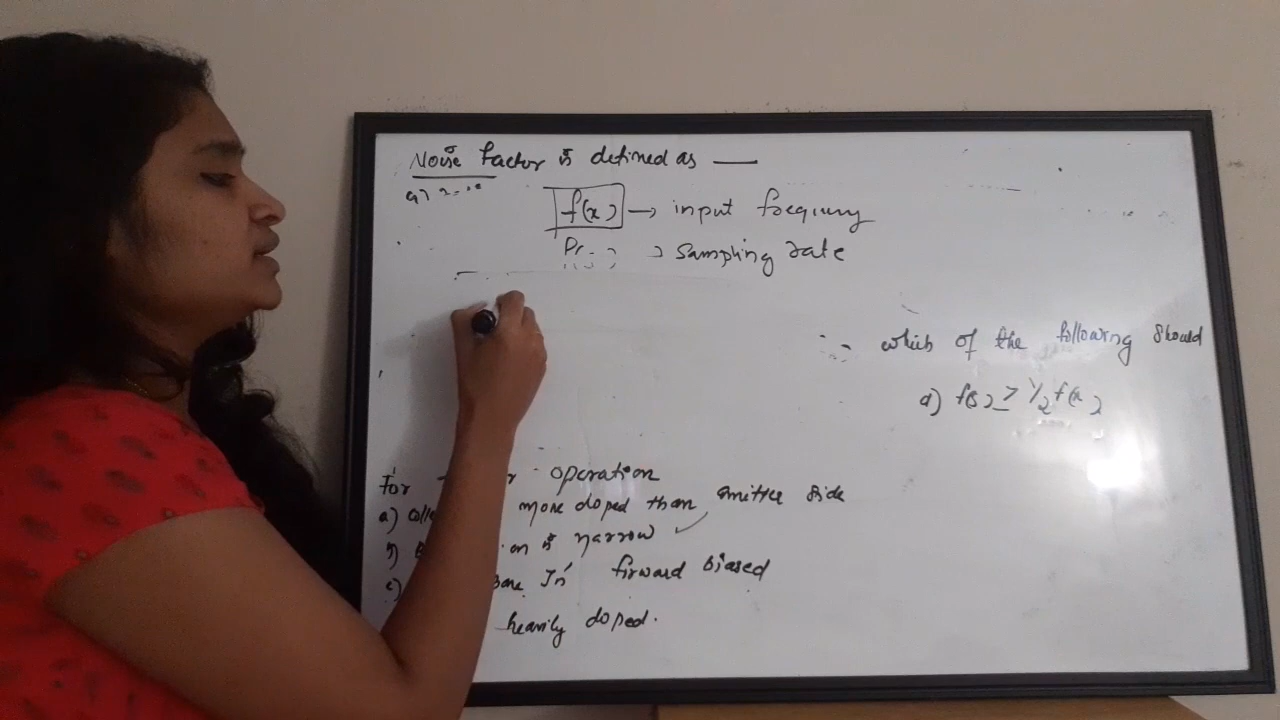 Noise factor is defined as ——
f(x) → input frequency
sampling rate
which of the following should
a) f(s) ≥ 1/2 f(x)
For operation
a) more doped than emitter side
b) is narrow ✓
c) Jn forward biased
heavily doped.